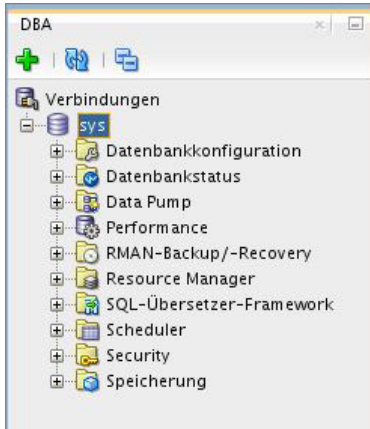 DBA
Verbindungen
sys
Datenbankkonfiguration
Datenbankstatus
Data Pump
Performance
RMAN-Backup/-Recovery
Resource Manager
SQL-Übersetzer-Framework
Scheduler
Security
Speicherung